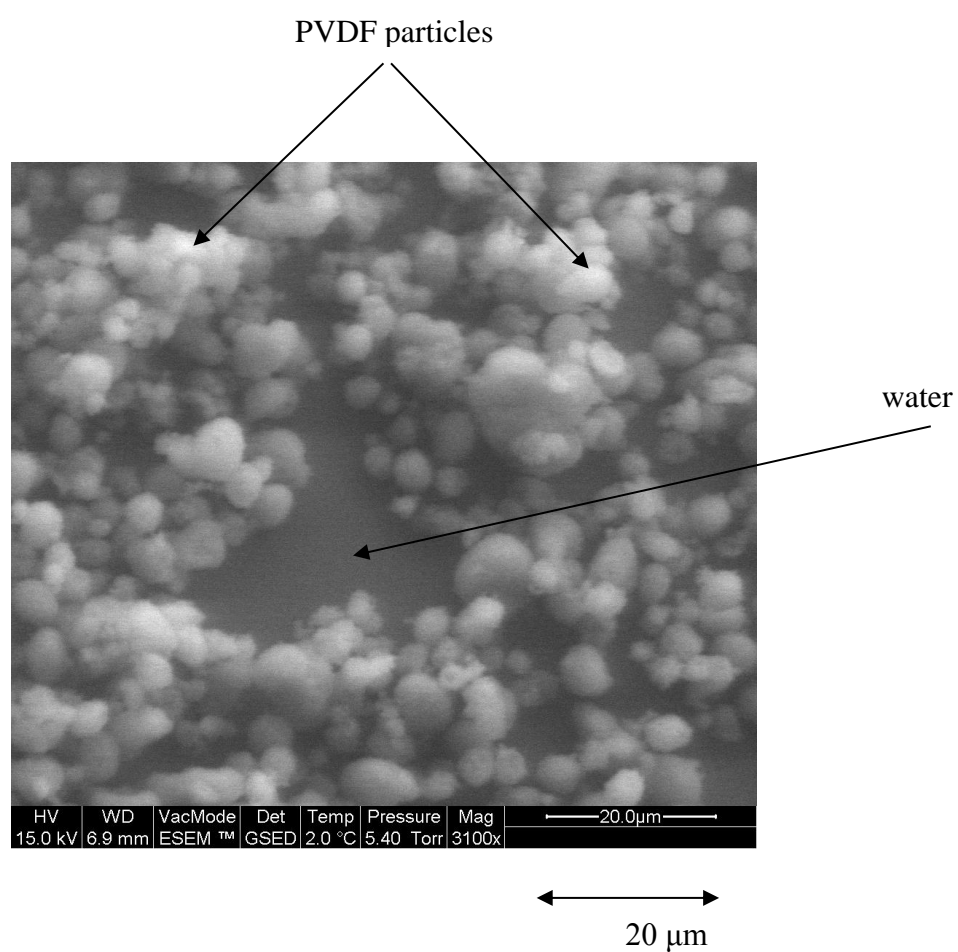 PVDF particles
water
HV WD VacMode Det Temp Pressure Mag 20.0μm
15.0 kV 6.9 mm ESEM ™ GSED 2.0 °C 5.40 Torr 3100x
20 μm